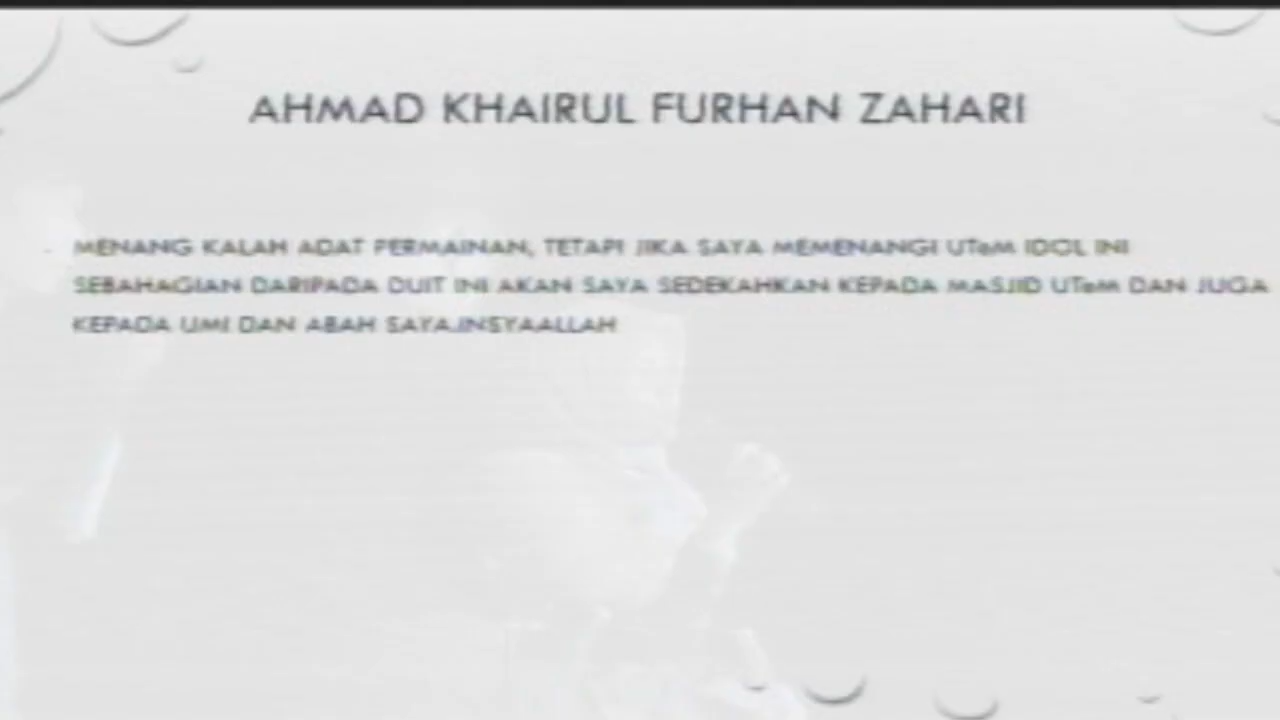 AHMAD KHAIRUL FURHAN ZAHARI
MENANG KALAH ADAT PERMAINAN, TETAPI JIKA SAYA MEMENANGI UTeM IDOL INI
SEBAHAGIAN DARIPADA DUIT INI AKAN SAYA SEDEKAHKAN KEPADA MASJID UTeM DAN JUGA
KEPADA UMI DAN ABAH SAYA.INSYAALLAH